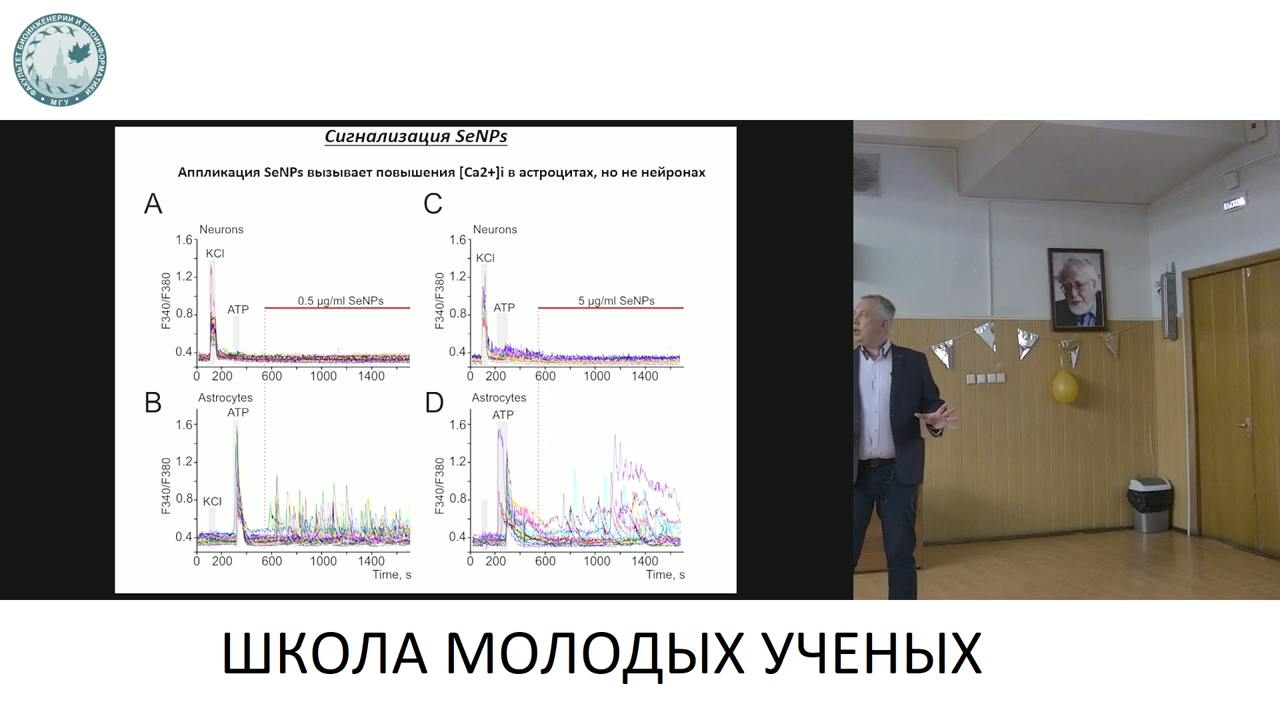 ФАКУЛЬТЕТ БИОИНЖЕНЕРИИ И БИОИНФОРМАТИКИ
• МГУ •
Сигнализация SeNPs
Аппликация SeNPs вызывает повышения [Ca2+]i в астроцитах, но не нейронах
A
Neurons
KCl
ATP
0.5 µg/ml SeNPs
F340/F380
1.6
1.2
0.8
0.4
0 200 600 1000 1400
C
Neurons
KCl
ATP
5 µg/ml SeNPs
F340/F380
1.6
1.2
0.8
0.4
0 200 600 1000 1400
B
Astrocytes
ATP
KCl
F340/F380
1.6
1.2
0.8
0.4
0 200 600 1000 1400
Time, s
D
Astrocytes
ATP
F340/F380
1.6
1.2
0.8
0.4
0 200 600 1000 1400
Time, s
ВЫХОД
ШКОЛА МОЛОДЫХ УЧЕНЫХ